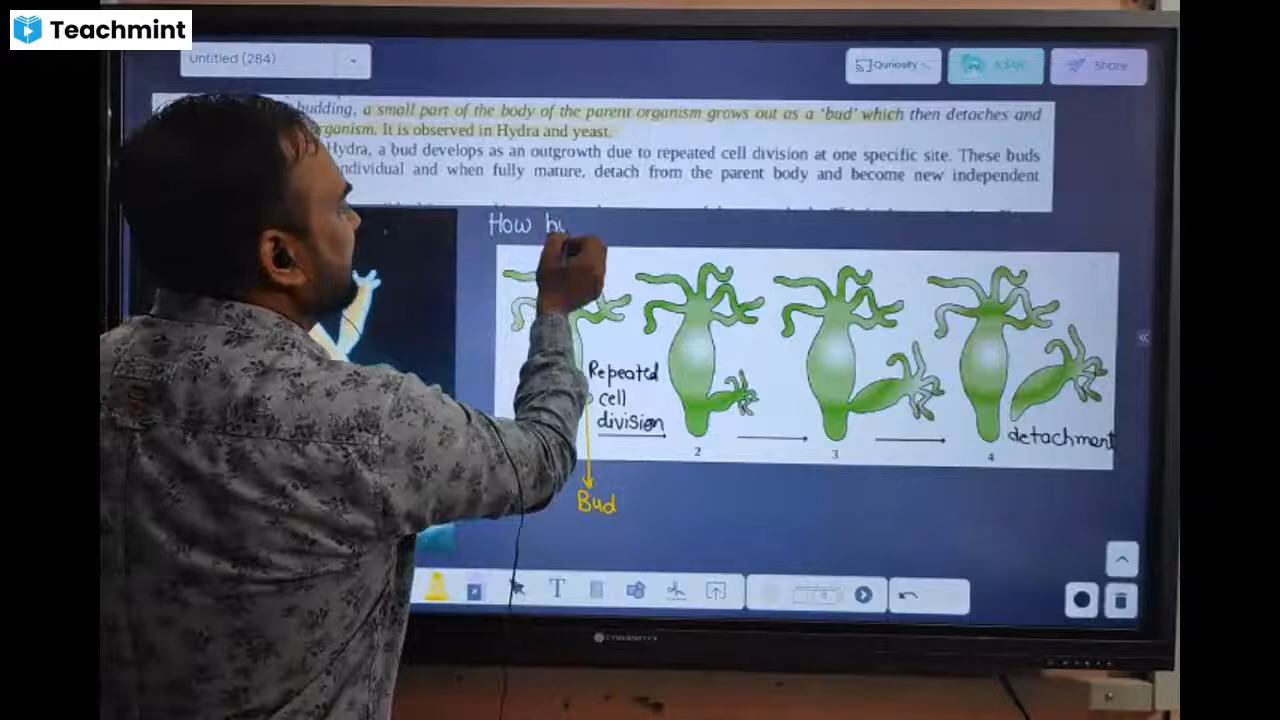 Teachmint
Untitled (284)
Curiosity
Share
budding, a small part of the body of the parent organism grows out as a ‘bud’ which then detaches and
organism. It is observed in Hydra and yeast.
Hydra, a bud develops as an outgrowth due to repeated cell division at one specific site. These buds
ndividual and when fully mature, detach from the parent body and become new independent
How bu
Repeated
cell
division
detachment
2
3
4
Bud
T